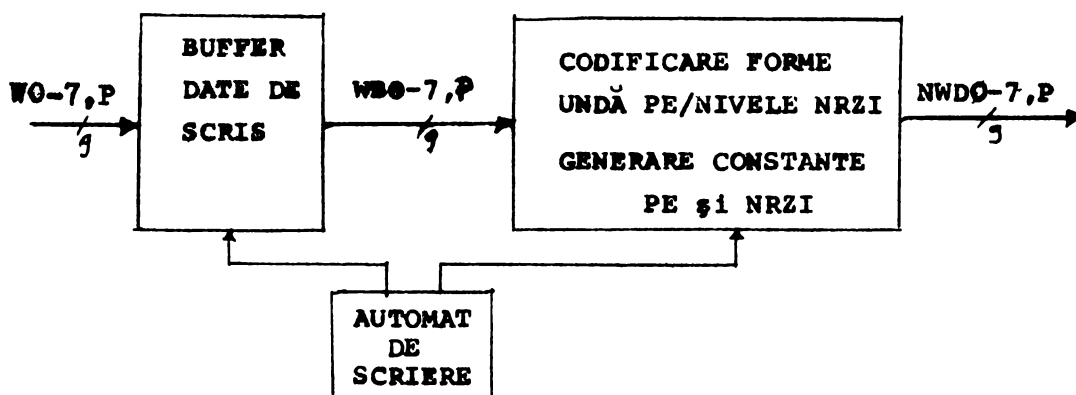 BUFFER
DATE DE
SCRIS
W0-7,P
9
WB0-7,P
9
CODIFICARE FORME
UNDĂ PE/NIVELE NRZI
GENERARE CONSTANTE
PE şi NRZI
NWDØ-7,P
9
AUTOMAT
DE
SCRIERE